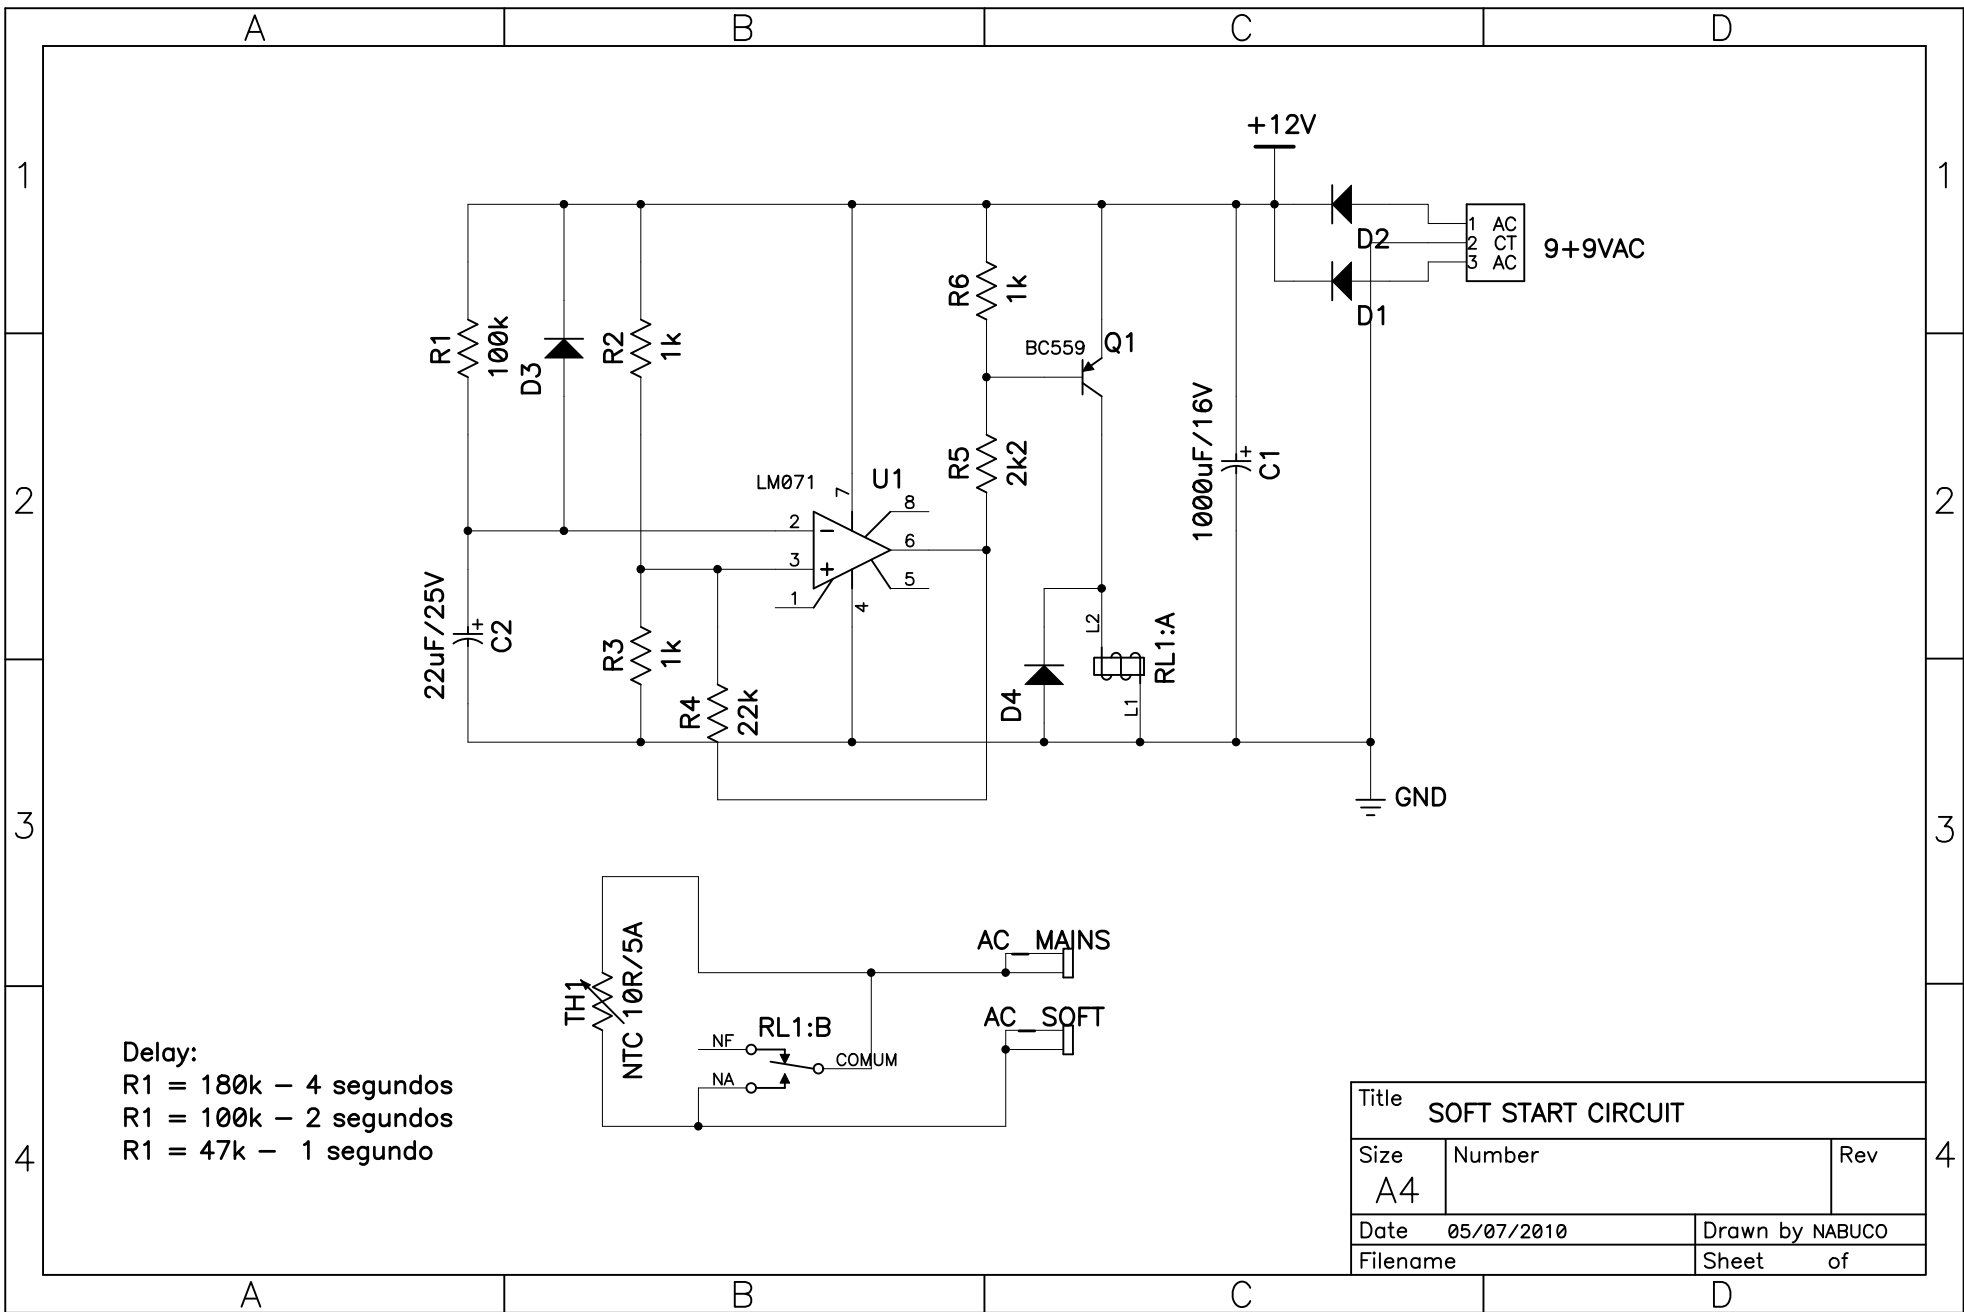 A B C D
1 1
+12V
1 AC
2 CT
3 AC
9+9VAC
D2
D1
R6 1k
R1 100k
D3
R2 1k
BC559 Q1
1000uF/16V
+
C1
R5 2k2
LM071 U1
7
8
2 −
6
3 +
5
1
4
2 2
22uF/25V
+
C2
R3 1k
R4 22k
L2
RL1:A
D4
L1
GND
3 3
AC_MAINS
TH1
NTC 10R/5A
AC_SOFT
RL1:B
NF
COMUM
NA
Delay:
R1 = 180k − 4 segundos
R1 = 100k − 2 segundos
R1 = 47k − 1 segundo
4 4
Title SOFT START CIRCUIT
Size Number Rev
A4
Date 05/07/2010 Drawn by NABUCO
Filename Sheet of
A B C D